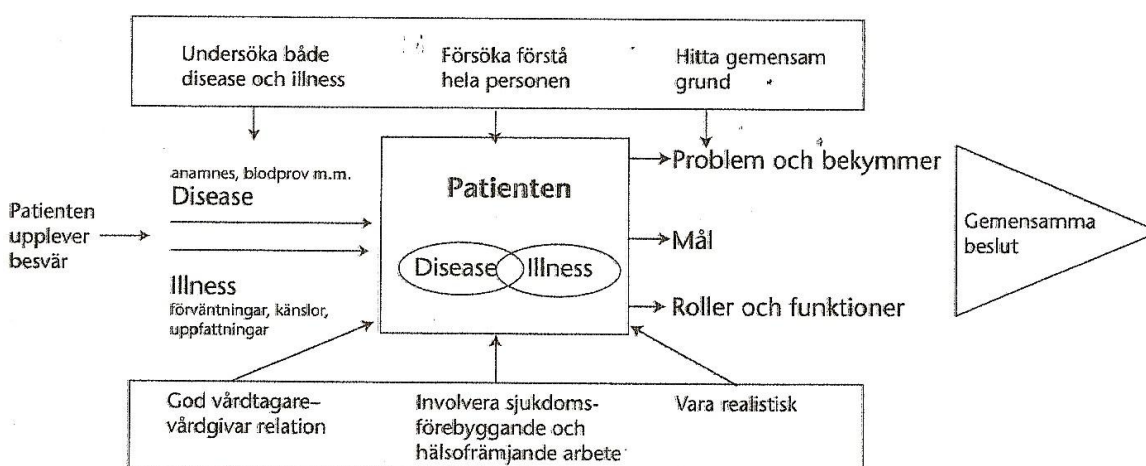 Undersöka både
disease och illness
Försöka förstå
hela personen
Hitta gemensam
grund
Patienten
upplever
besvär
anamnes, blodprov m.m.
Disease
Illness
förväntningar, känslor,
uppfattningar
Patienten
Disease
Illness
Problem och bekymmer
Mål
Roller och funktioner
Gemensamma
beslut
God vårdtagare–
vårdgivar relation
Involvera sjukdoms-
förebyggande och
hälsofrämjande arbete
Vara realistisk